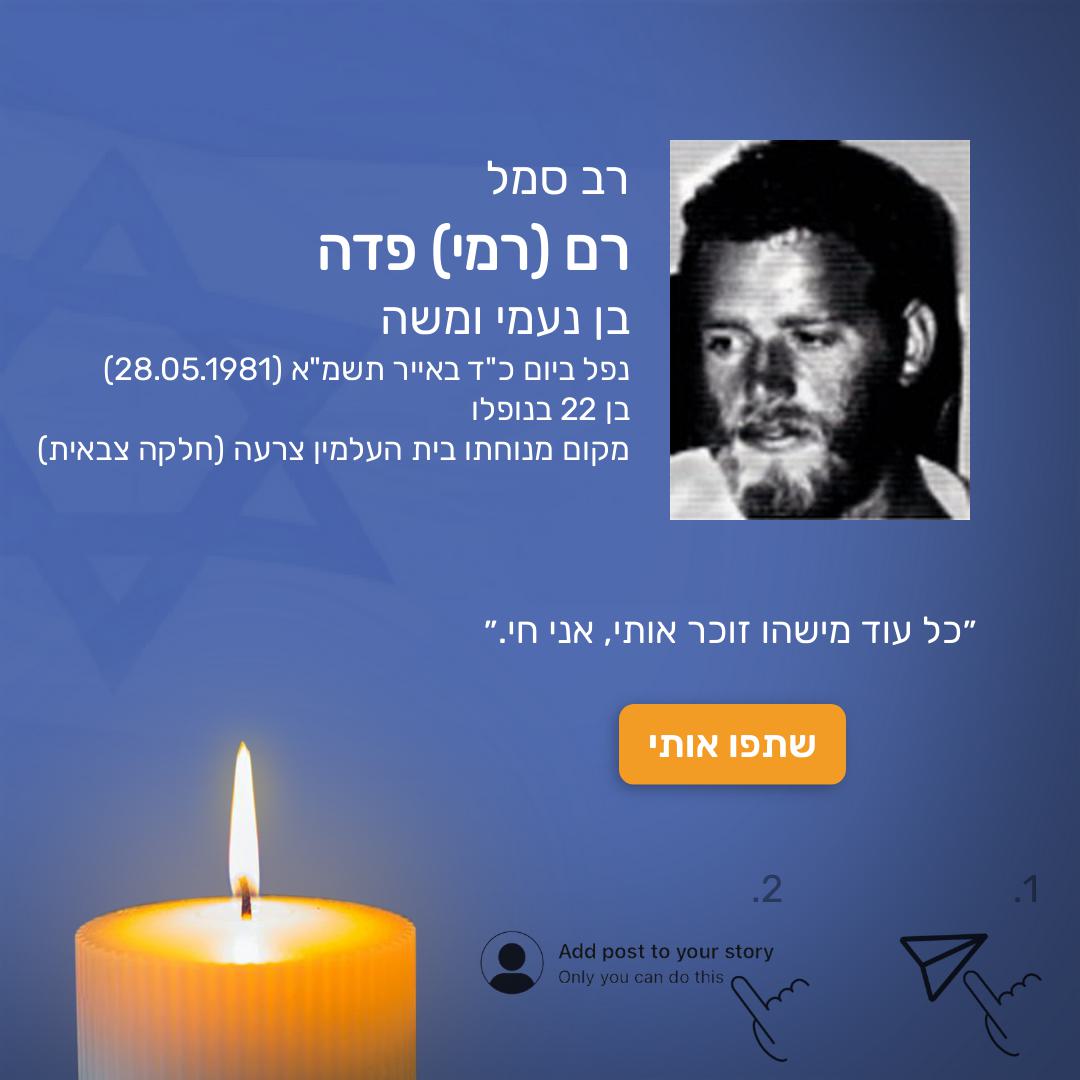 רב סמל
רם (רמי) פדה
בן נעמי ומשה
נפל ביום כ"ד באייר תשמ"א (28.05.1981)
בן 22 בנופלו
מקום מנוחתו בית העלמין צרעה (חלקה צבאית)
״כל עוד מישהו זוכר אותי, אני חי.״
שתפו אותי
1.
2.
Add post to your story
Only you can do this